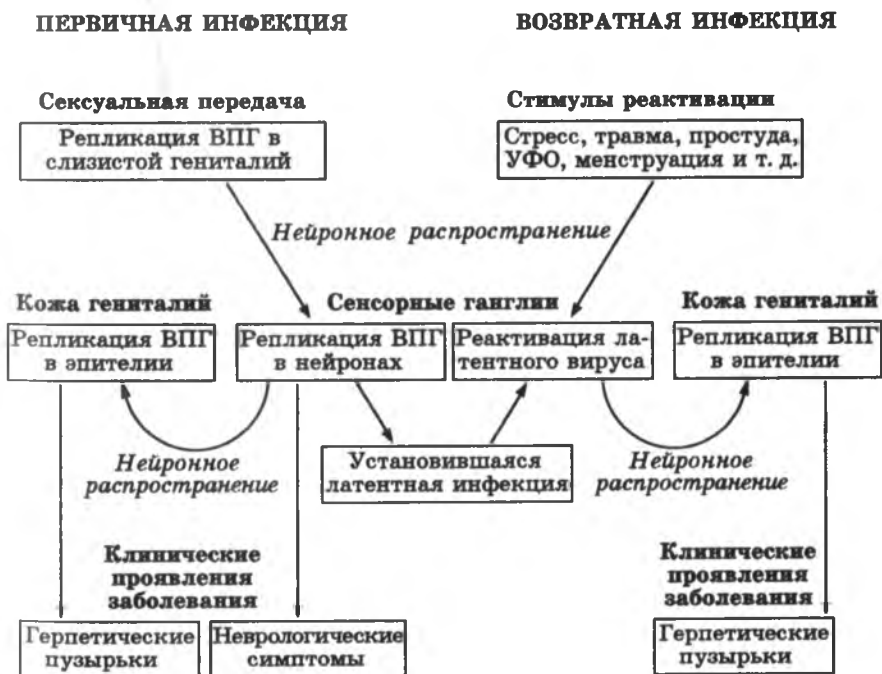 ПЕРВИЧНАЯ ИНФЕКЦИЯ
ВОЗВРАТНАЯ ИНФЕКЦИЯ
Сексуальная передача
Репликация ВПГ в
слизистой гениталий
Стимулы реактивации
Стресс, травма, простуда,
УФО, менструация и т. д.
Нейронное распространение
Кожа гениталий
Репликация ВПГ
в эпителии
Сенсорные ганглии
Репликация ВПГ
в нейронах
Реактивация ла-
тентного вируса
Кожа гениталий
Репликация ВПГ
в эпителии
Нейронное
распространение
Установившаяся
латентная инфекция
Нейронное
распространение
Клинические
проявления
заболевания
Герпетические
пузырьки
Неврологические
симптомы
Клинические
проявления
заболевания
Герпетические
пузырьки